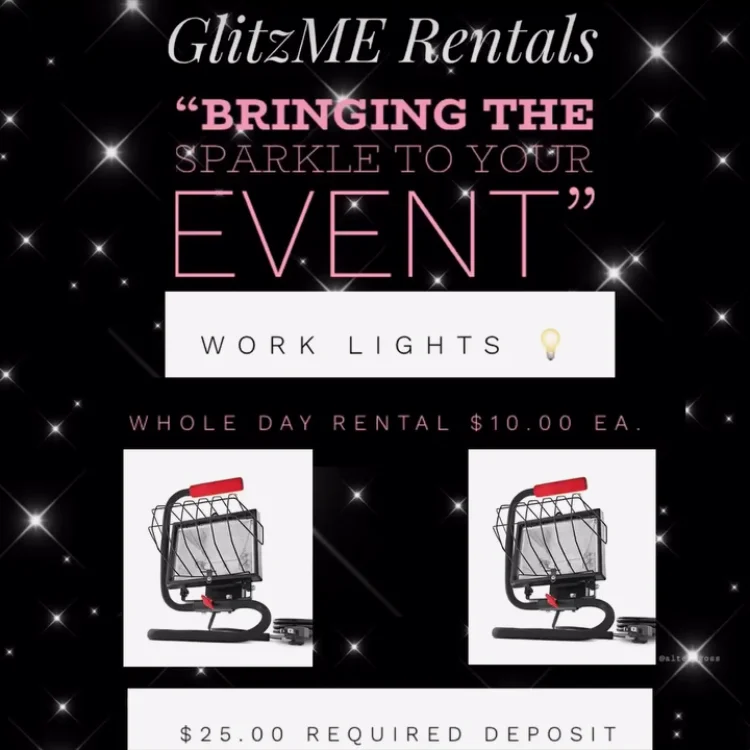 GlitzME Rentals
“BRINGING THE
SPARKLE TO YOUR
EVENT”
WORK LIGHTS 💡
WHOLE DAY RENTAL $10.00 EA.
$25.00 REQUIRED DEPOSIT